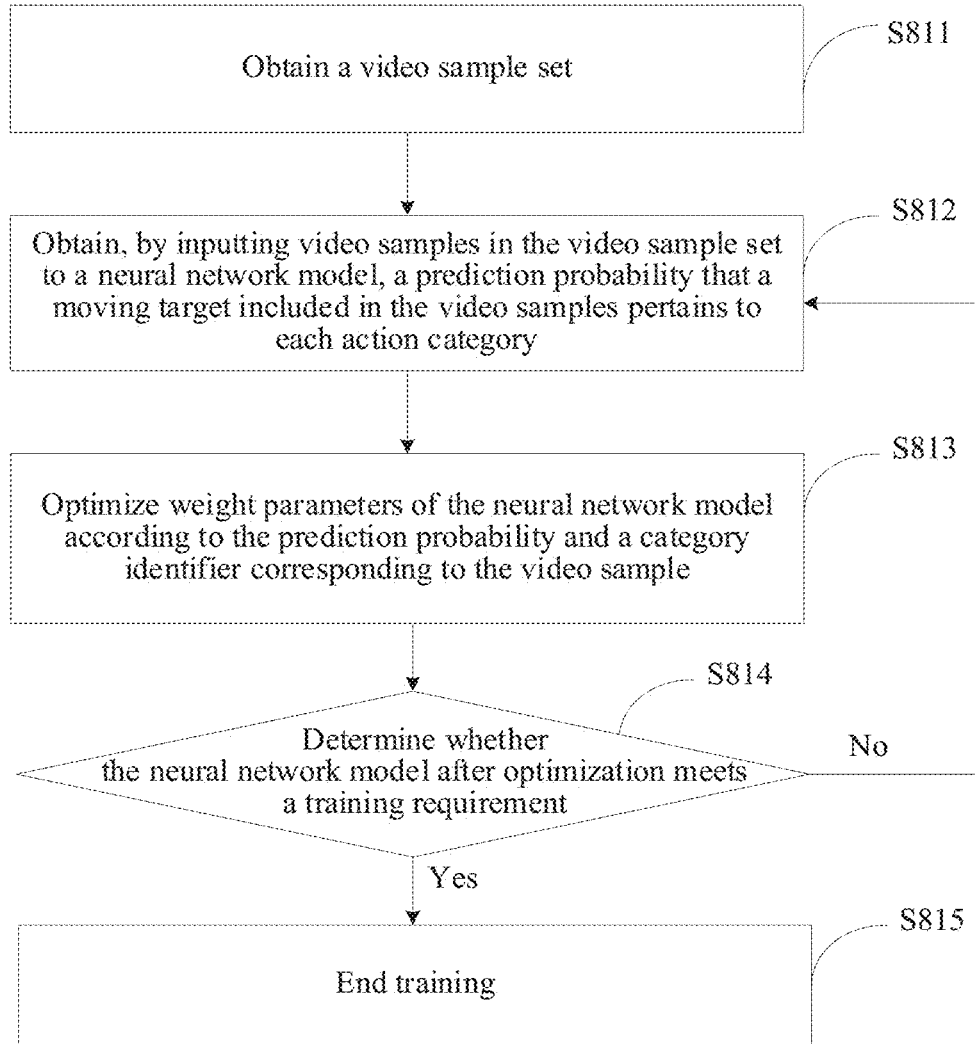 S811
Obtain a video sample set
S812
Obtain, by inputting video samples in the video sample set
to a neural network model, a prediction probability that a
moving target included in the video samples pertains to
each action category
S813
Optimize weight parameters of the neural network model
according to the prediction probability and a category
identifier corresponding to the video sample
S814
Determine whether
the neural network model after optimization meets
a training requirement
No
Yes
S815
End training